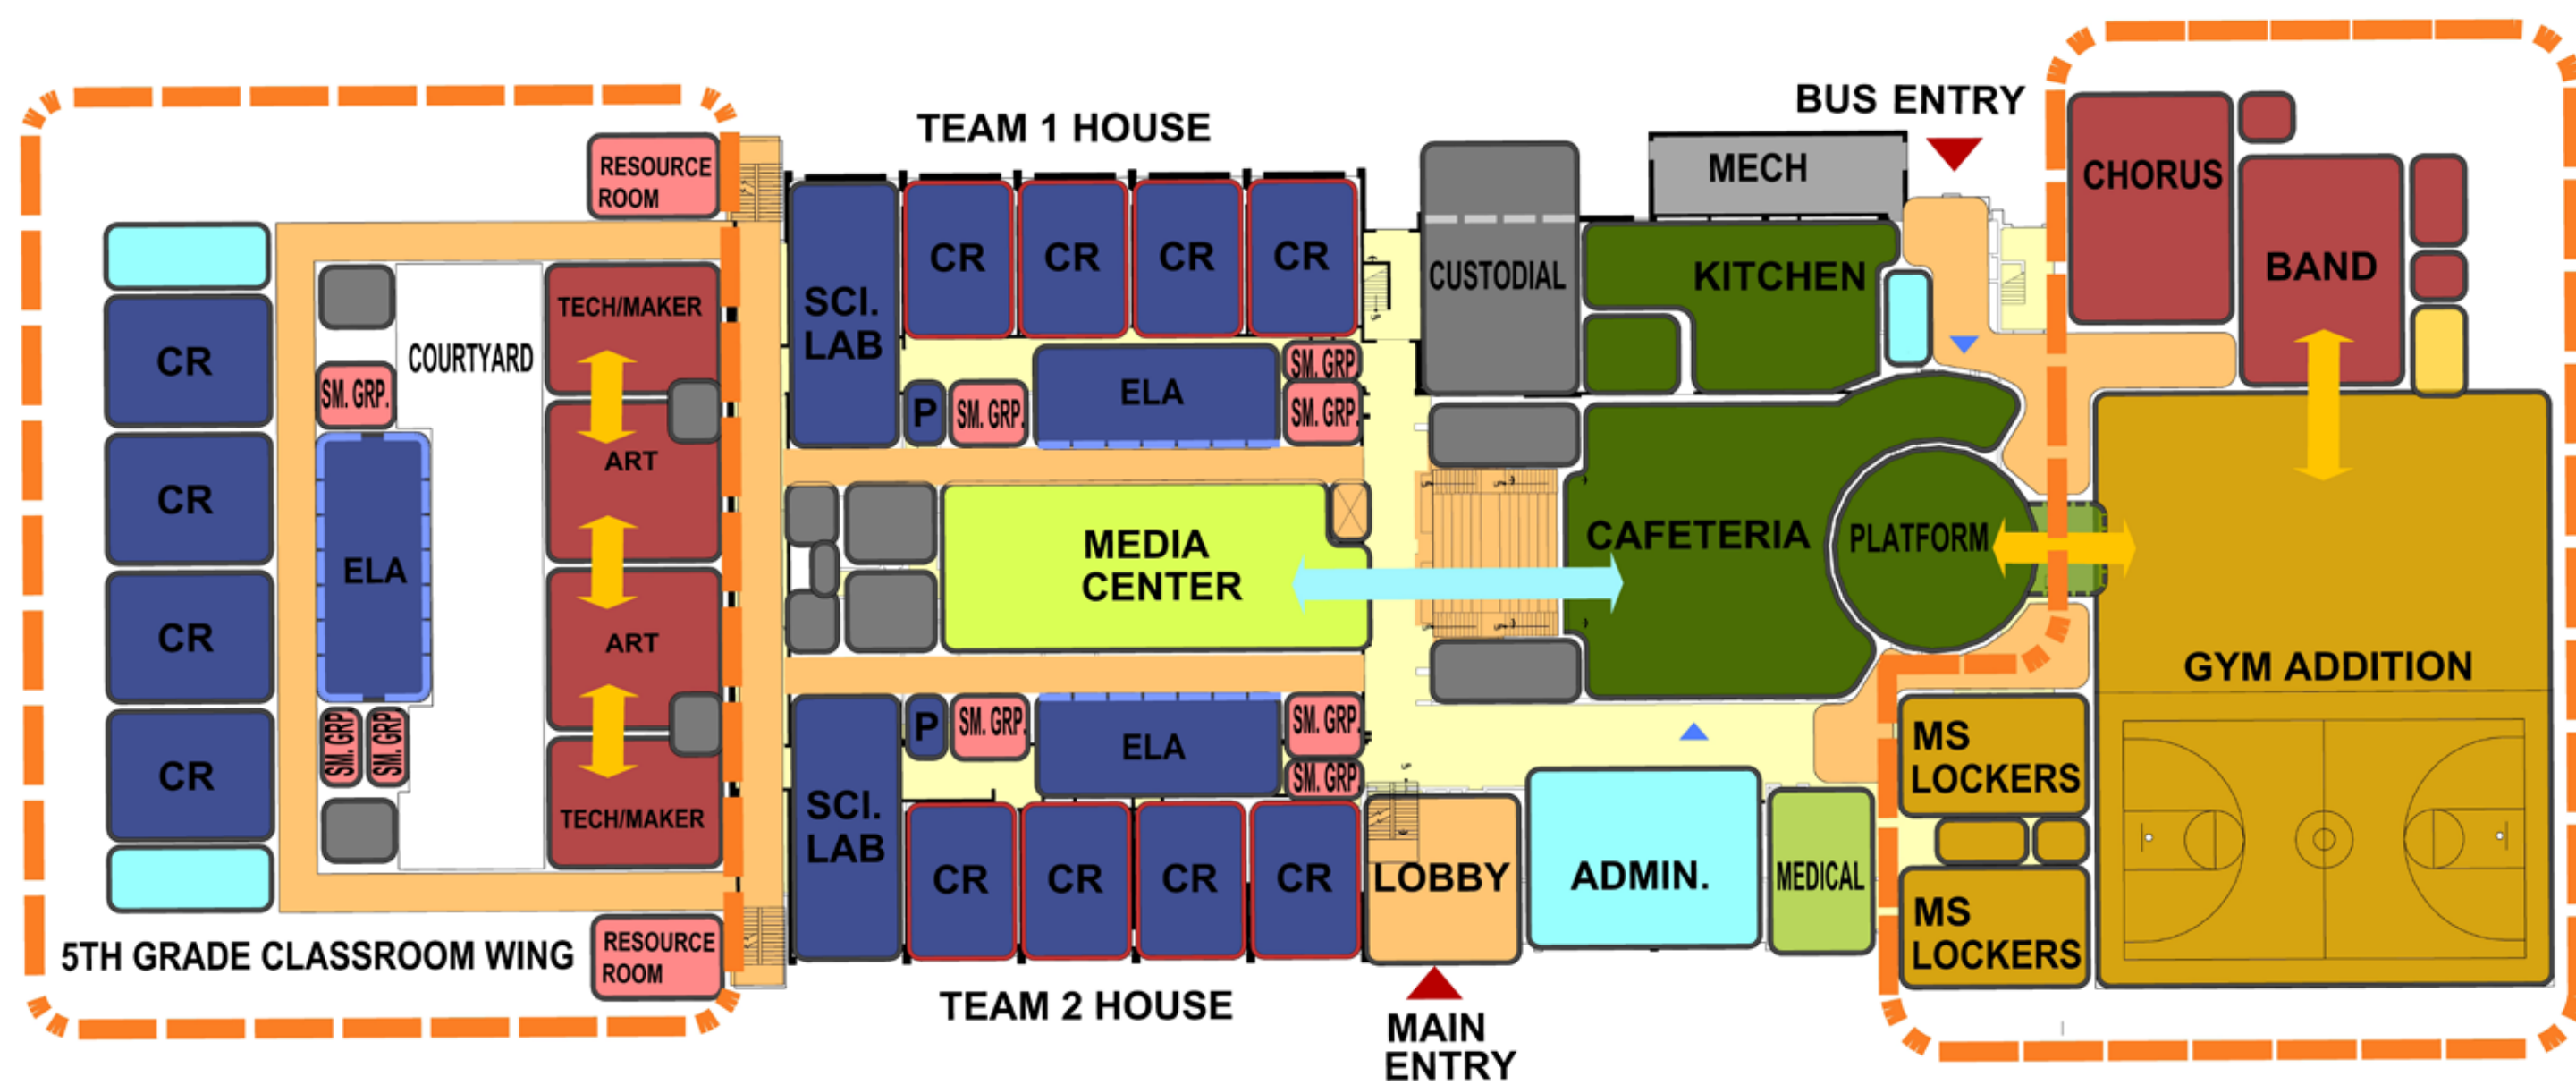 TEAM 1 HOUSE
BUS ENTRY
RESOURCE
ROOM
MECH
CHORUS
CR
CR
CR
CR
SCI.
LAB
CUSTODIAL
KITCHEN
BAND
TECH/MAKER
COURTYARD
CR
SM. GRP.
SM. GRP
ELA
P
SM. GRP.
SM. GRP.
ART
CR
MEDIA
CENTER
CAFETERIA
PLATFORM
ELA
ART
CR
GYM ADDITION
SM. GRP
SM. GRP
CR
TECH/MAKER
P
SM. GRP.
ELA
SM. GRP.
SM. GRP
MS
LOCKERS
SCI.
LAB
CR
CR
CR
CR
LOBBY
ADMIN.
MEDICAL
MS
LOCKERS
5TH GRADE CLASSROOM WING
RESOURCE
ROOM
TEAM 2 HOUSE
MAIN
ENTRY